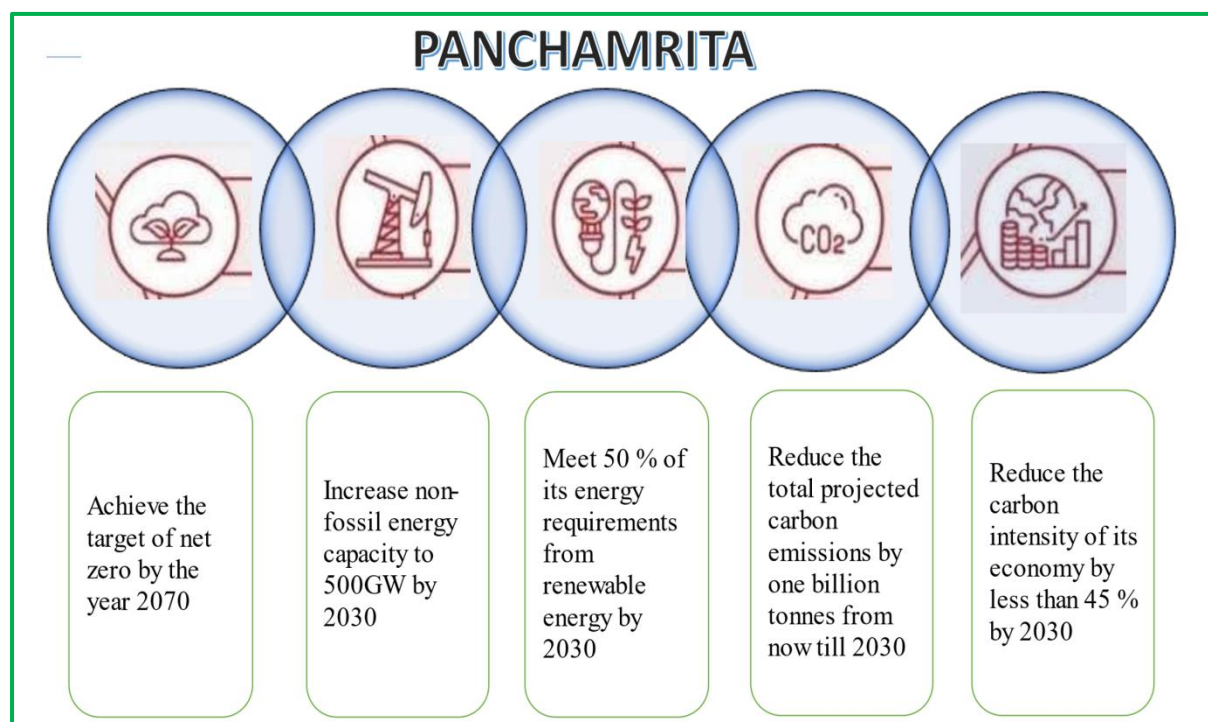 PANCHAMRITA
CO₂
Achieve the
target of net
zero by the
year 2070
Increase non-
fossil energy
capacity to
500GW by
2030
Meet 50 % of
its energy
requirements
from
renewable
energy by
2030
Reduce the
total projected
carbon
emissions by
one billion
tonnes from
now till 2030
Reduce the
carbon
intensity of its
economy by
less than 45 %
by 2030